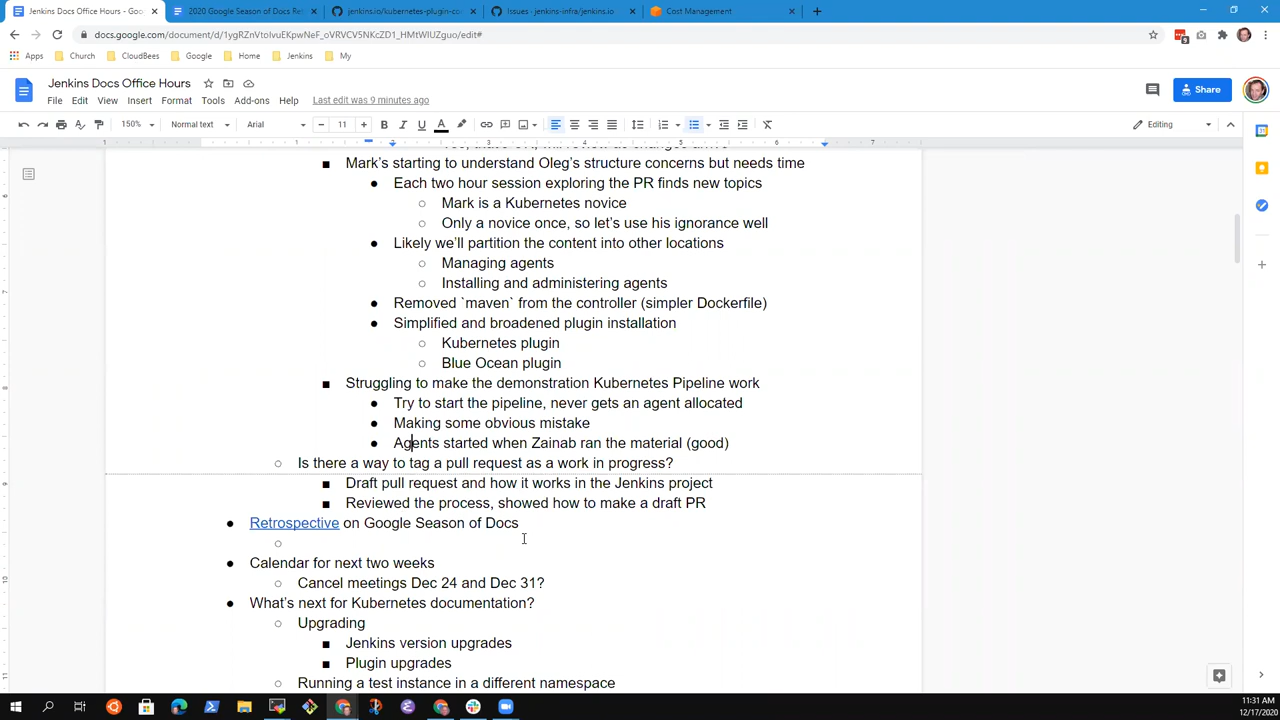 Jenkins Docs Office Hours - Goo
2020 Google Season of Docs Ret
jenkins.io/kubernetes-plugin-co
Issues · jenkins-infra/jenkins.io
Cost Management
docs.google.com/document/d/1ygRZnVtoIvuEKpwNeF_oVRVCV5NKcZD1_HMtWIUZguo/edit#
Apps
Church
CloudBees
Google
Home
Jenkins
My
Jenkins Docs Office Hours
File Edit View Insert Format Tools Add-ons Help Last edit was 9 minutes ago
Share
150% Normal text Arial 11 Editing
Mark's starting to understand Oleg's structure concerns but needs time
Each two hour session exploring the PR finds new topics
Mark is a Kubernetes novice
Only a novice once, so let's use his ignorance well
Likely we'll partition the content into other locations
Managing agents
Installing and administering agents
Removed `maven` from the controller (simpler Dockerfile)
Simplified and broadened plugin installation
Kubernetes plugin
Blue Ocean plugin
Struggling to make the demonstration Kubernetes Pipeline work
Try to start the pipeline, never gets an agent allocated
Making some obvious mistake
Agents started when Zainab ran the material (good)
Is there a way to tag a pull request as a work in progress?
Draft pull request and how it works in the Jenkins project
Reviewed the process, showed how to make a draft PR
Retrospective on Google Season of Docs
Calendar for next two weeks
Cancel meetings Dec 24 and Dec 31?
What's next for Kubernetes documentation?
Upgrading
Jenkins version upgrades
Plugin upgrades
Running a test instance in a different namespace
11:31 AM
12/17/2020